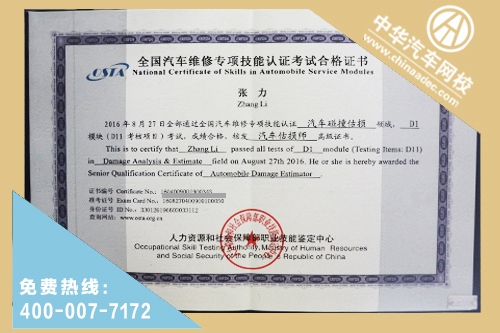 中华汽车网校
www.chinaadec.com
OSTA
全国汽车维修专项技能认证考试合格证书
National Certificate of Skills in Automobile Service Modules
张 力
Zhang Li
2016年8月27日全部通过全国汽车维修专项技能认证 汽车碰撞估损 领域, D1
模块(D11 考核项目)考试,成绩合格。核发 汽车估损师 高级证书。
This is to certify that Zhang Li passed all tests of D1 module (Testing Items: D11)
in Damage Analysis & Estimate field on August 27th 2016. He or she is hereby awarded the
Senior Qualification Certificate of Automobile Damage Estimator.
证书编号 Certificate No.:
准考证号 Exam Card No.:
身份证号 ID No.:
查询网站: www.osta.org.cn
人力资源和社会保障部职业技能鉴定中心
Occupational Skill Testing Authority, Ministry of Human Resources
and Social Security of the People's Republic of China
免费热线:
400-007-7172